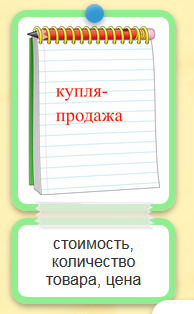 купля-
продажа
стоимость,
количество
товара, цена